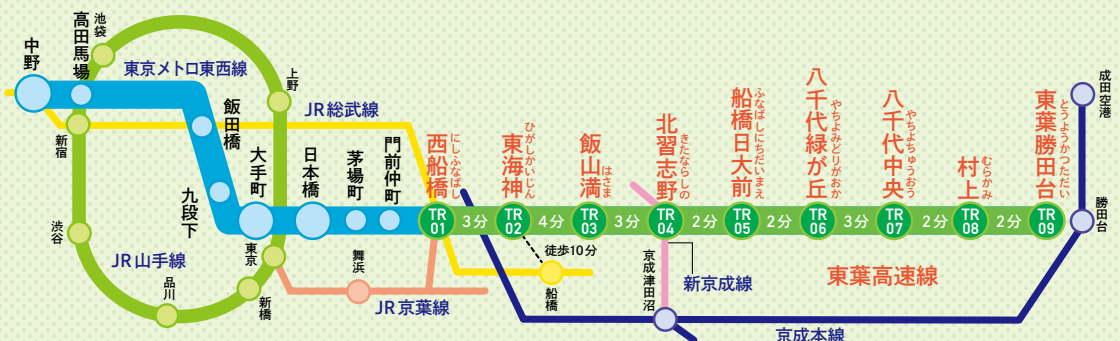 中野
高田馬場
池袋
東京メトロ東西線
上野
JR総武線
新宿
飯田橋
九段下
大手町
日本橋
茅場町
門前仲町
渋谷
JR山手線
品川
新橋
東京
舞浜
JR京葉線
西船橋
にしふなばし
東海神
ひがしかいじん
飯山満
はさま
北習志野
きたならしの
船橋日大前
ふなばしにちだいまえ
八千代緑が丘
やちよみどりがおか
八千代中央
やちよちゅうおう
村上
むらかみ
東葉勝田台
とうようかつただい
TR 01
3分
TR 02
4分
TR 03
3分
TR 04
2分
TR 05
2分
TR 06
3分
TR 07
2分
TR 08
2分
TR 09
徒歩10分
船橋
京成津田沼
新京成線
東葉高速線
京成本線
成田空港
勝田台